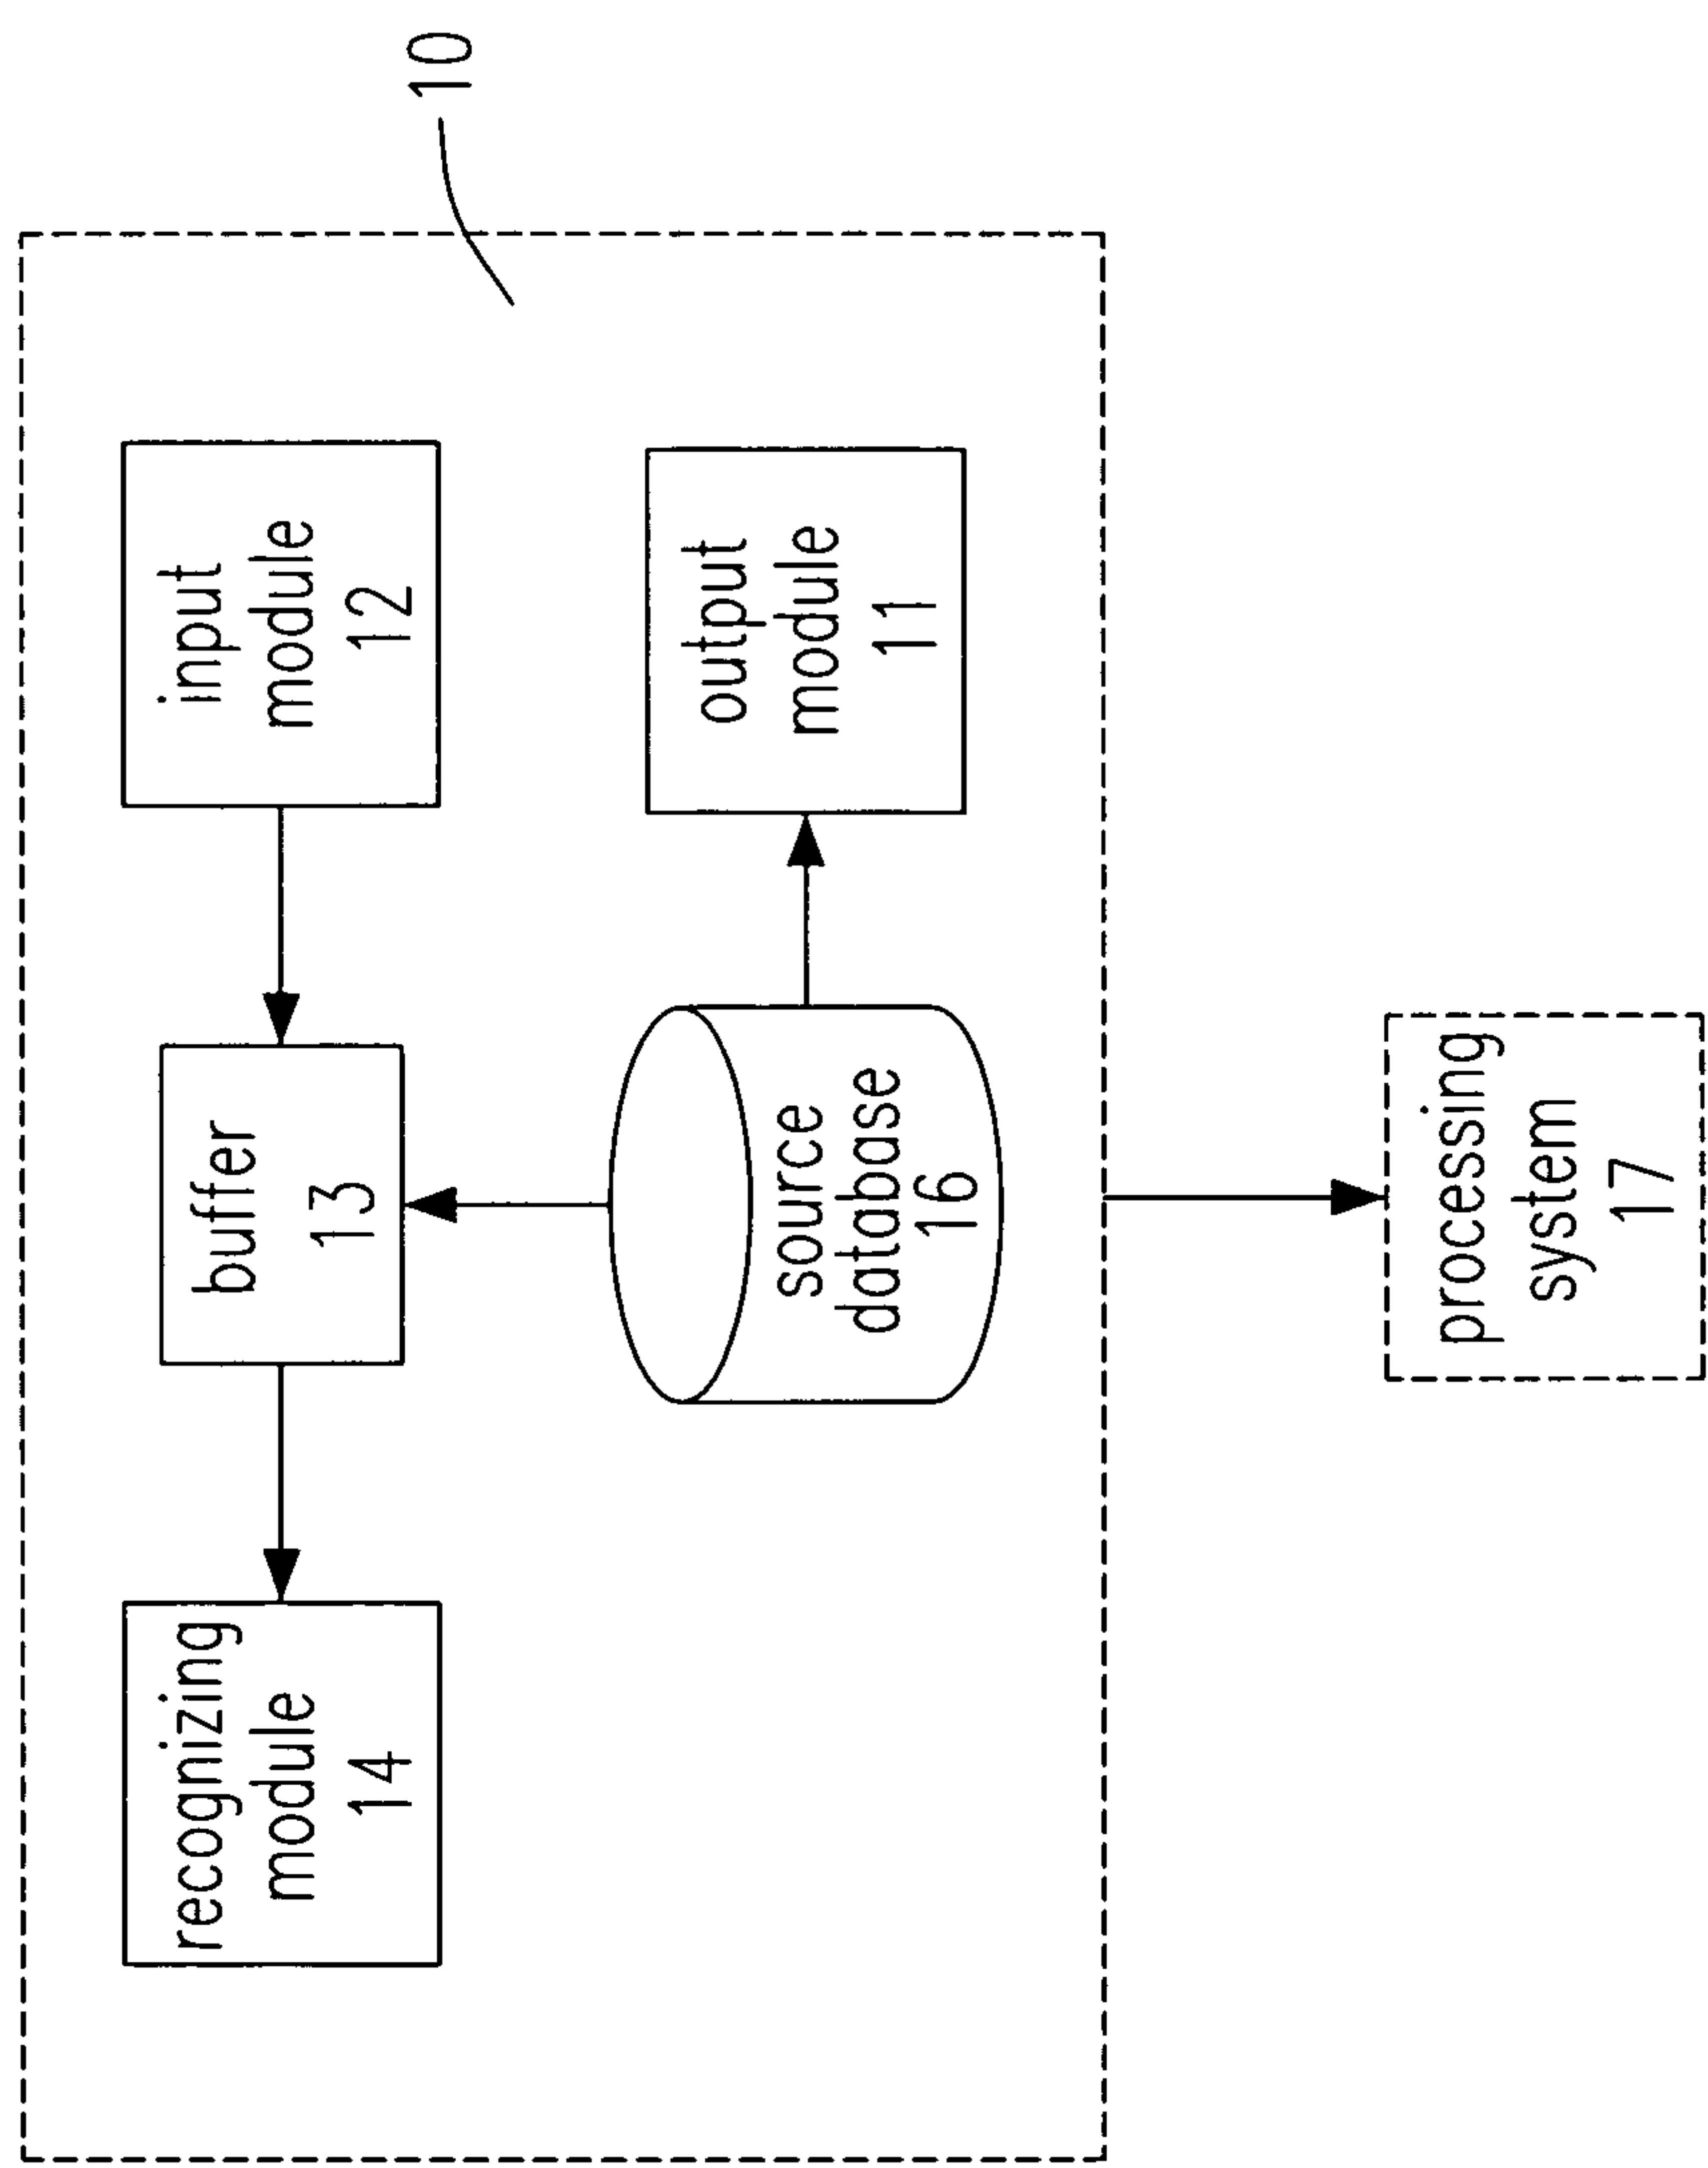 10
recognizing
module
14
buffer
13
input
module
12
source
database
16
output
module
11
processing
system
17